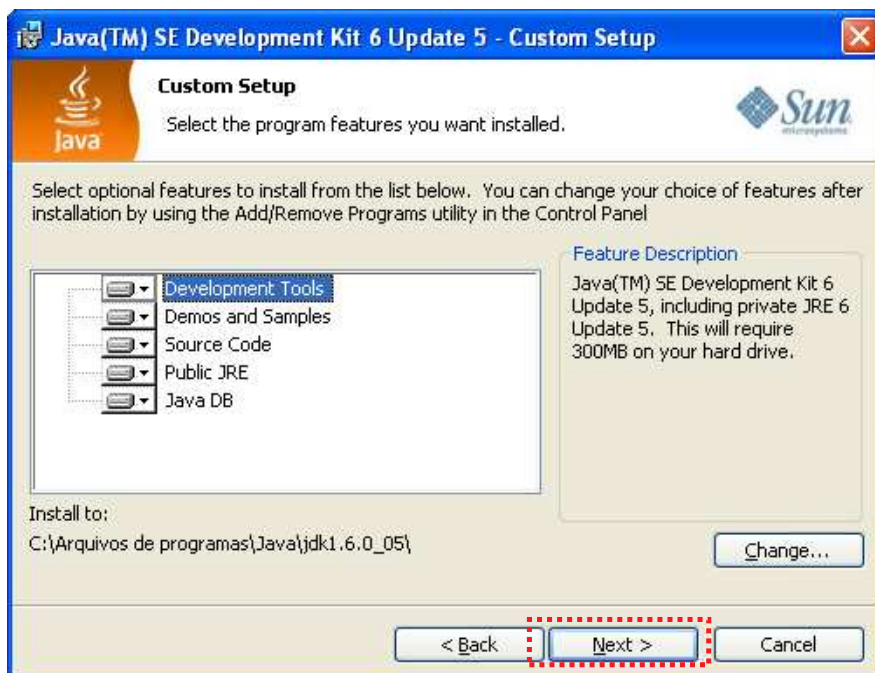 Java(TM) SE Development Kit 6 Update 5 - Custom Setup
Java
Custom Setup
Select the program features you want installed.
Sun
microsystems
Select optional features to install from the list below.  You can change your choice of features after
installation by using the Add/Remove Programs utility in the Control Panel
Development Tools
Demos and Samples
Source Code
Public JRE
Java DB
Feature Description
Java(TM) SE Development Kit 6
Update 5, including private JRE 6
Update 5.  This will require
300MB on your hard drive.
Install to:
C:\Arquivos de programas\Java\jdk1.6.0_05\
Change...
< Back
Next >
Cancel